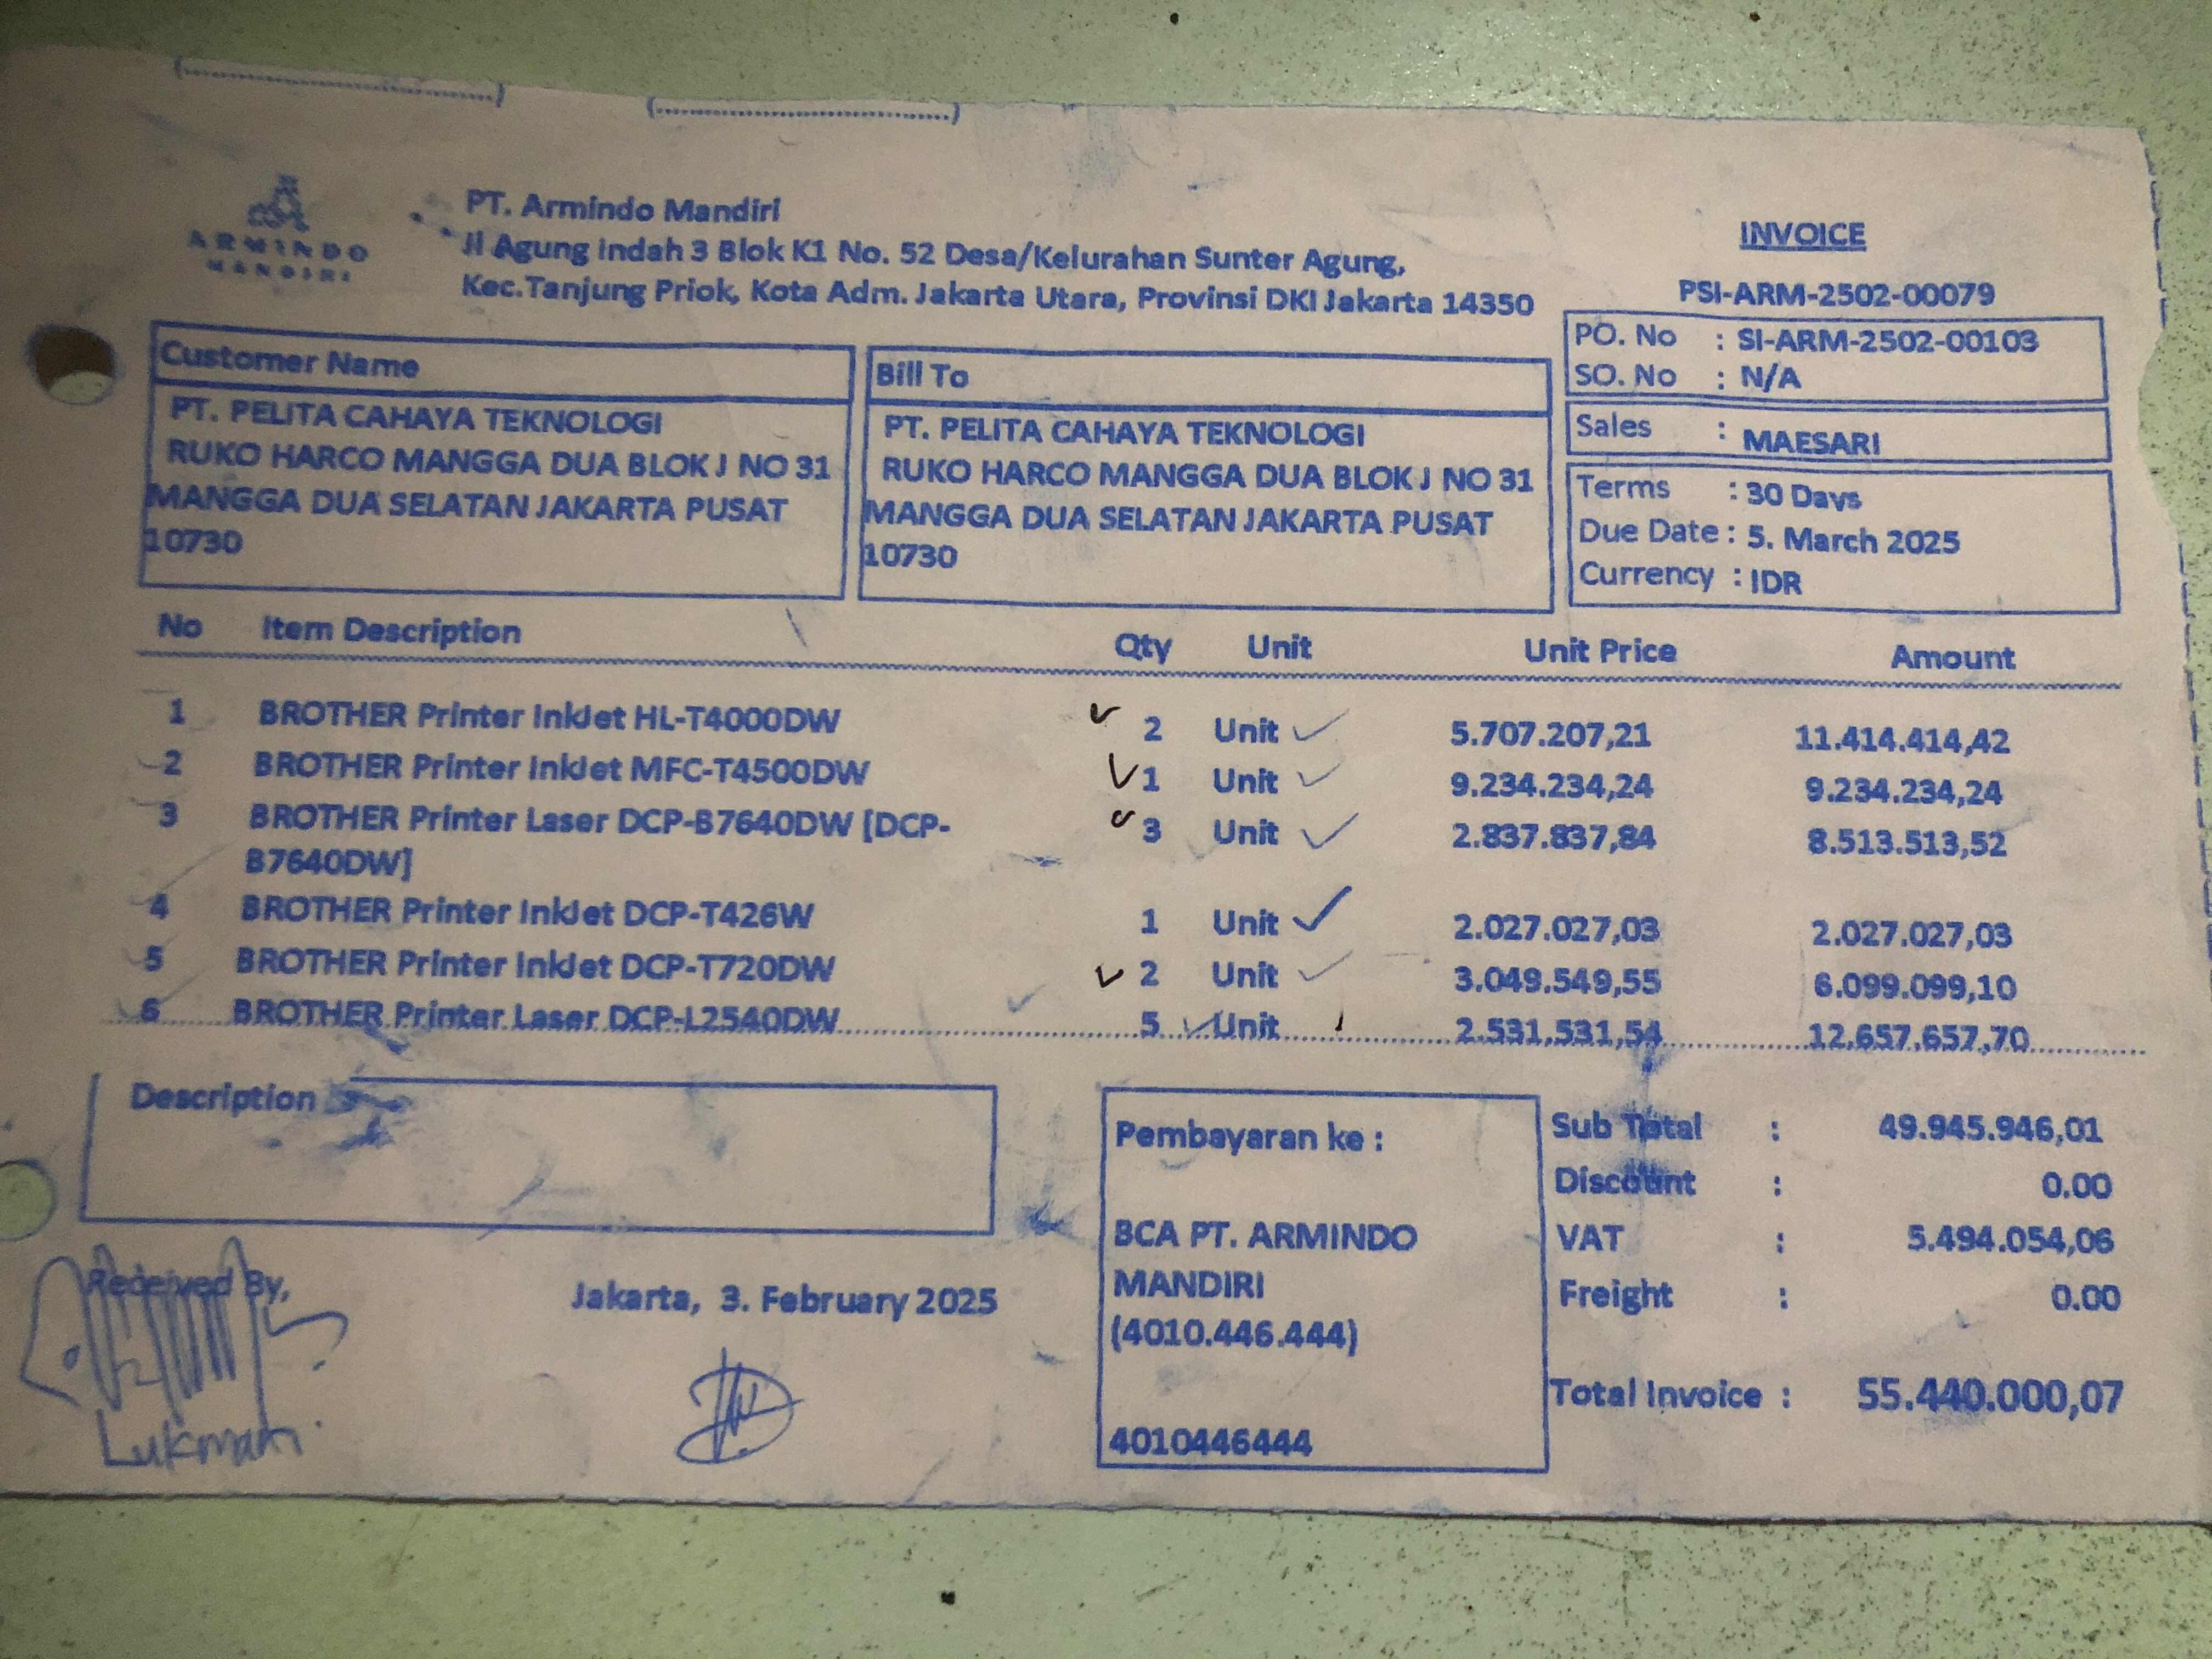 (....................................)
(....................................)
ARMINDO
MANDIRI
PT. Armindo Mandiri
Jl Agung Indah 3 Blok K1 No. 52 Desa/Kelurahan Sunter Agung,
Kec.Tanjung Priok, Kota Adm. Jakarta Utara, Provinsi DKI Jakarta 14350
INVOICE
PSI-ARM-2502-00079
PO. No : SI-ARM-2502-00103
SO. No : N/A
Sales : MAESARI
Terms : 30 Days
Due Date : 5. March 2025
Currency : IDR
Customer Name
PT. PELITA CAHAYA TEKNOLOGI
RUKO HARCO MANGGA DUA BLOK J NO 31
MANGGA DUA SELATAN JAKARTA PUSAT
10730
Bill To
PT. PELITA CAHAYA TEKNOLOGI
RUKO HARCO MANGGA DUA BLOK J NO 31
MANGGA DUA SELATAN JAKARTA PUSAT
10730
No Item Description Qty Unit Unit Price Amount
1 BROTHER Printer InkJet HL-T4000DW 2 Unit 5.707.207,21 11.414.414,42
2 BROTHER Printer InkJet MFC-T4500DW 1 Unit 9.234.234,24 9.234.234,24
3 BROTHER Printer Laser DCP-B7640DW [DCP- 3 Unit 2.837.837,84 8.513.513,52
B7640DW]
4 BROTHER Printer InkJet DCP-T426W 1 Unit 2.027.027,03 2.027.027,03
5 BROTHER Printer InkJet DCP-T720DW 2 Unit 3.049.549,55 6.099.099,10
6 BROTHER Printer Laser DCP-L2540DW 5 Unit 2.531.531,54 12.657.657,70
Description
Pembayaran ke :
BCA PT. ARMINDO
MANDIRI
(4010.446.444)
4010446444
Sub Total : 49.945.946,01
Discount : 0.00
VAT : 5.494.054,06
Freight : 0.00
Total Invoice : 55.440.000,07
Received By,
Lukman
Jakarta, 3. February 2025